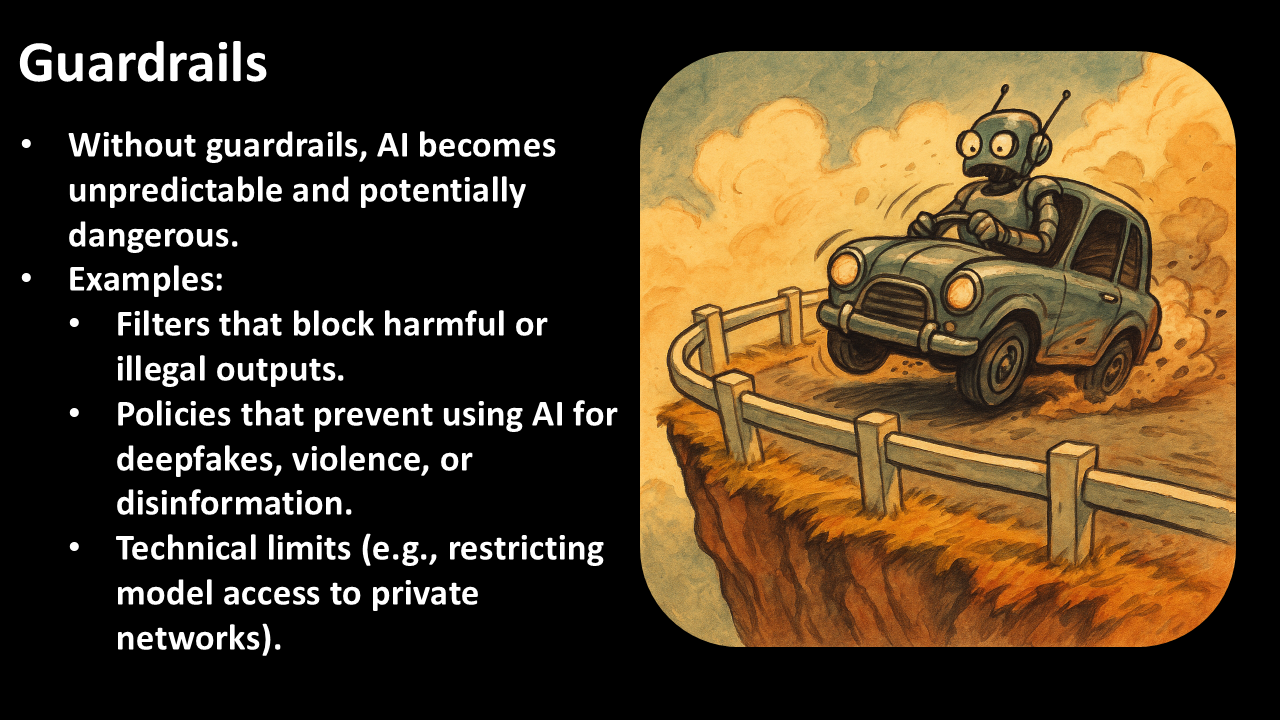 Guardrails
• Without guardrails, AI becomes
unpredictable and potentially
dangerous.
• Examples:
• Filters that block harmful or
illegal outputs.
• Policies that prevent using AI for
deepfakes, violence, or
disinformation.
• Technical limits (e.g., restricting
model access to private
networks).